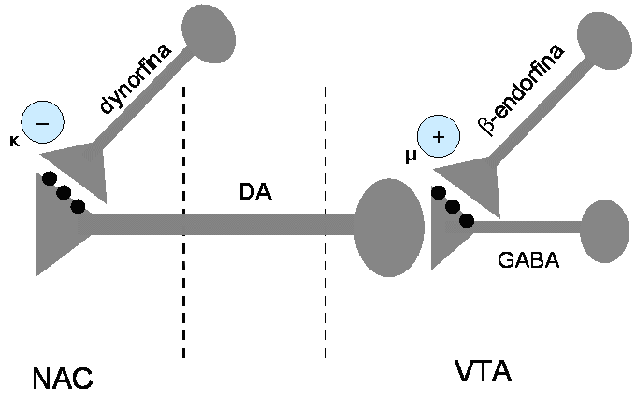 dynorfina
β-endorfina
−
+
κ
μ
DA
GABA
NAC
VTA